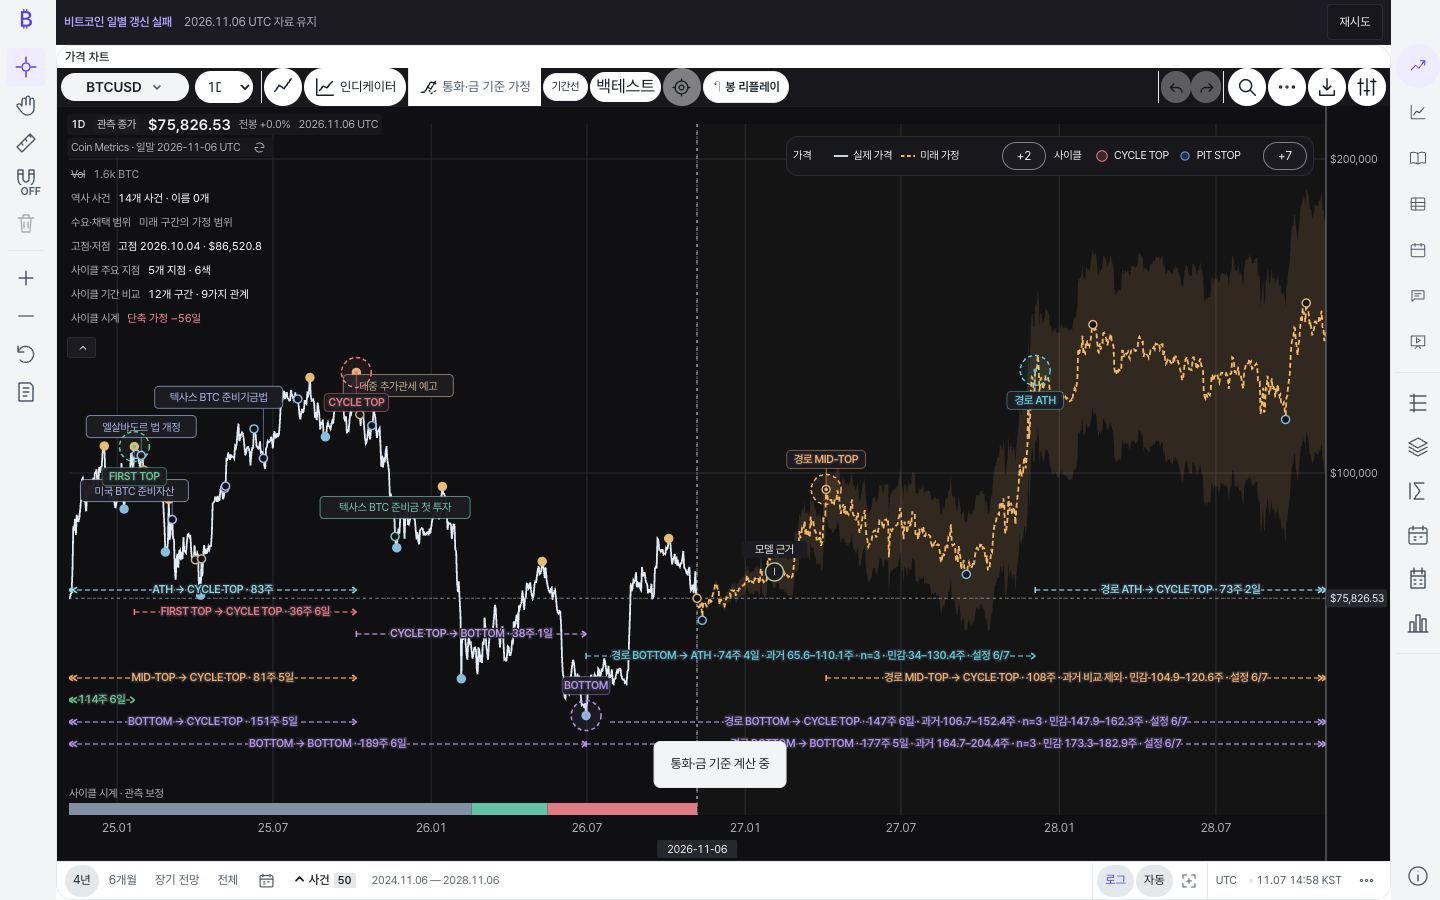 비트코인 일별 갱신 실패 2026.11.06 UTC 자료 유지 재시도
가격 차트
BTCUSD 1D 인디케이터 통화·금 기준 가정 기간선 백테스트 봉 리플레이
1D 관측 종가 $75,826.53 전봉 +0.0% 2026.11.06 UTC
Coin Metrics · 일말 2026-11-06 UTC
가격 실제 가격 미래 가정 +2 사이클 CYCLE TOP PIT STOP +7
$200,000
Vol 1.6k BTC
OFF
역사 사건 14개 사건 · 이름 0개
수요·채택 범위 미래 구간의 가정 범위
고점·저점 고점 2026.10.04 · $86,520.8
사이클 주요 지점 5개 지점 · 6색
사이클 기간 비교 12개 구간 · 9가지 관계
사이클 시계 단축 가정 −56일
대중 추가관세 예고
텍사스 BTC 준비기금법
CYCLE TOP
경로 ATH
엘살바도르 법 개정
경로 MID-TOP
FIRST TOP
$100,000
미국 BTC 준비자산
텍사스 BTC 준비금 첫 투자
모델 근거
ATH → CYCLE TOP · 83주
경로 ATH → CYCLE TOP · 73주 2일
$75,826.53
FIRST TOP → CYCLE TOP · 36주 6일
CYCLE TOP → BOTTOM · 38주 1일
경로 BOTTOM → ATH · 74주 4일 · 과거 65.6–110.1주 · n=3 · 민감 34–130.4주 · 설정 6/7
MID-TOP → CYCLE TOP · 81주 5일
경로 MID-TOP → CYCLE TOP · 108주 · 과거 비교 제외 · 민감 104.9–120.6주 · 설정 6/7
BOTTOM
114주 6일
BOTTOM → CYCLE TOP · 151주 5일
경로 BOTTOM → CYCLE TOP · 147주 6일 · 과거 106.7–152.4주 · n=3 · 민감 147.9–162.3주 · 설정 6/7
BOTTOM → BOTTOM · 189주 6일
경로 BOTTOM → BOTTOM · 177주 5일 · 과거 164.7–204.4주 · n=3 · 민감 173.3–182.9주 · 설정 6/7
통화·금 기준 계산 중
사이클 시계 · 관측 보정
25.01 25.07 26.01 26.07 27.01 27.07 28.01 28.07
2026-11-06
4년 6개월 장기 전망 전체 사건 50 2024.11.06 — 2028.11.06 로그 자동 UTC 11.07 14:58 KST